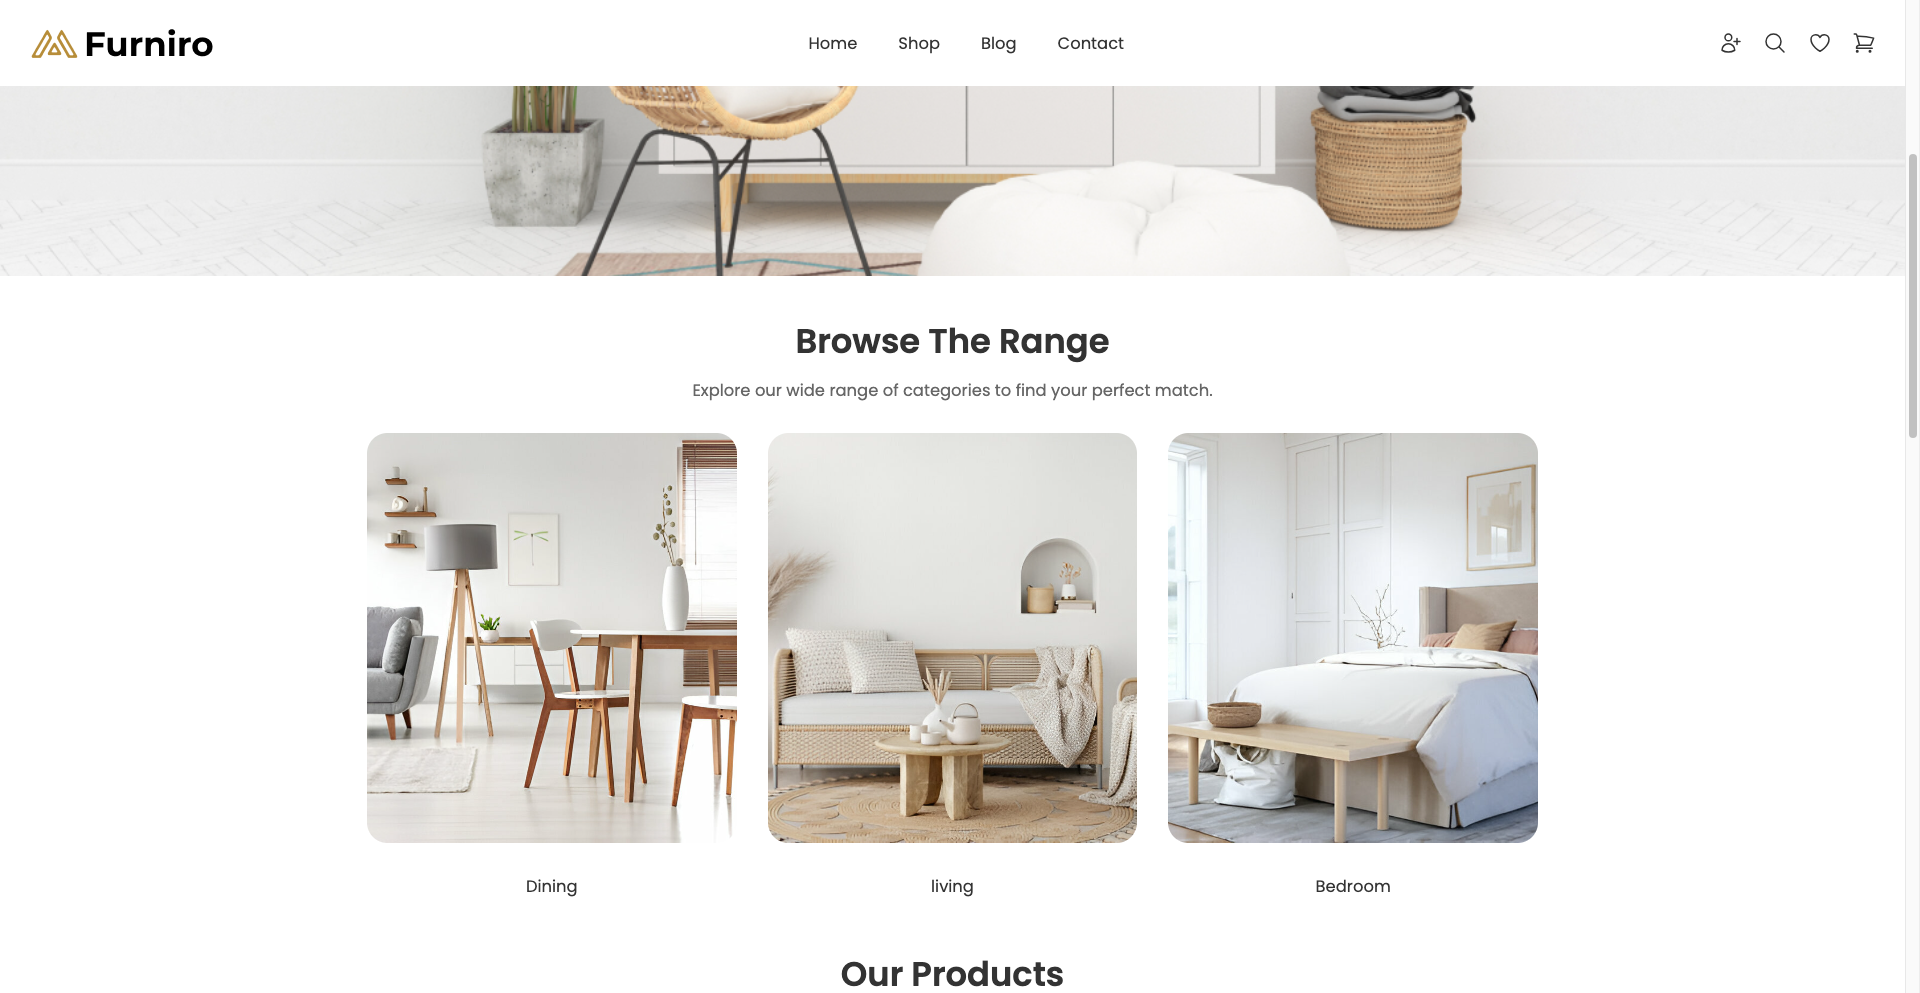 Furniro
Home Shop Blog Contact
Browse The Range
Explore our wide range of categories to find your perfect match.
Dining
living
Bedroom
Our Products